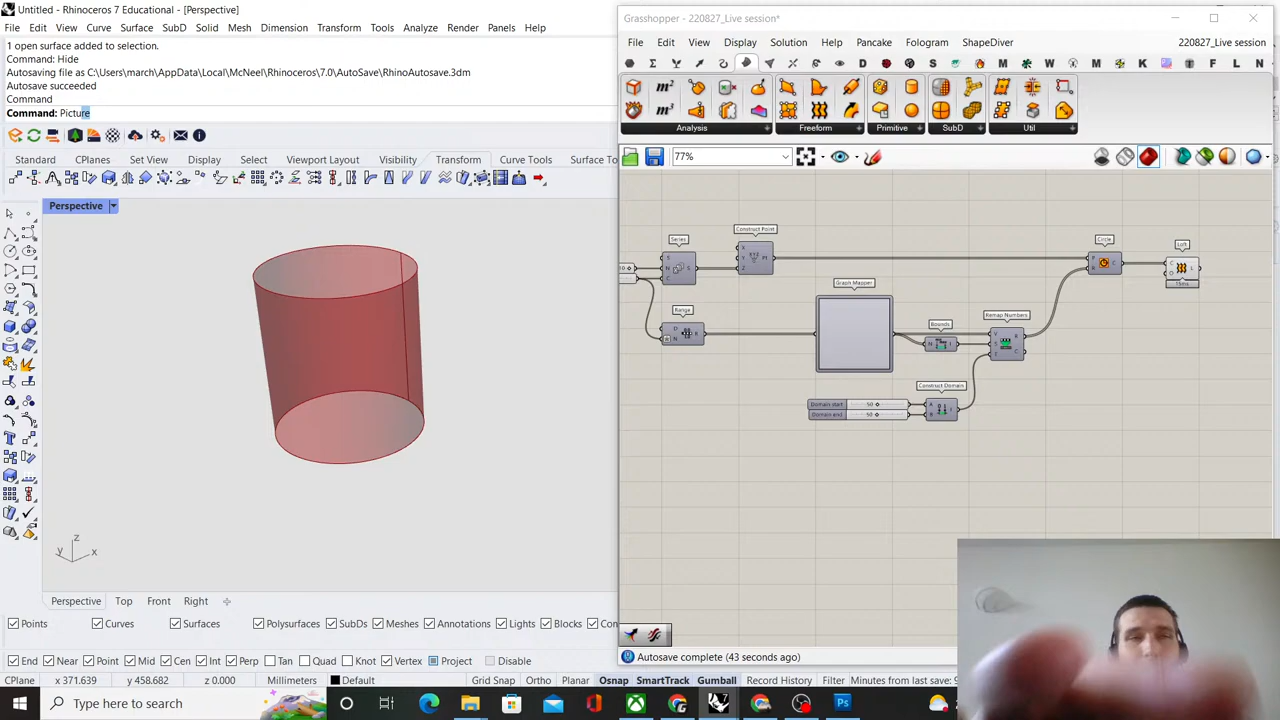 Untitled - Rhinoceros 7 Educational - [Perspective]
File Edit View Curve Surface SubD Solid Mesh Dimension Transform Tools Analyze Render Panels Help
1 open surface added to selection.
Command: Hide
Autosaving file as C:\Users\march\AppData\Local\McNeel\Rhinoceros\7.0\AutoSave\RhinoAutosave.3dm
Autosave succeeded
Command
Command: Picture
Standard CPlanes Set View Display Select Viewport Layout Visibility Transform Curve Tools Surface To
Perspective
z
y x
Perspective Top Front Right
Points Curves Surfaces Polysurfaces SubDs Meshes Annotations Lights Blocks
End Near Point Mid Cen Int Perp Tan Quad Knot Vertex Project Disable
CPlane x 371.639 y 458.682 z 0.000 Millimeters Default Grid Snap Ortho Planar Osnap SmartTrack Gumball Record History Filter Minutes from last save: 9
Grasshopper - 220827_Live session*
File Edit View Display Solution Help Pancake Fologram ShapeDiver 220827_Live session
D S M W M K F L N
m² m³
Analysis Freeform Primitive SubD Util
77%
Series
S
N S
C
Construct Point
X
Y Pt
Z
Range
D
N R
Graph Mapper
Bounds
N I
Remap Numbers
V R
S
T C
Domain start 50
Domain end 50
Construct Domain
A
B I
Circle
P C
R
Loft
C L
O
15ms
Autosave complete (43 seconds ago)
Type here to search
Ps